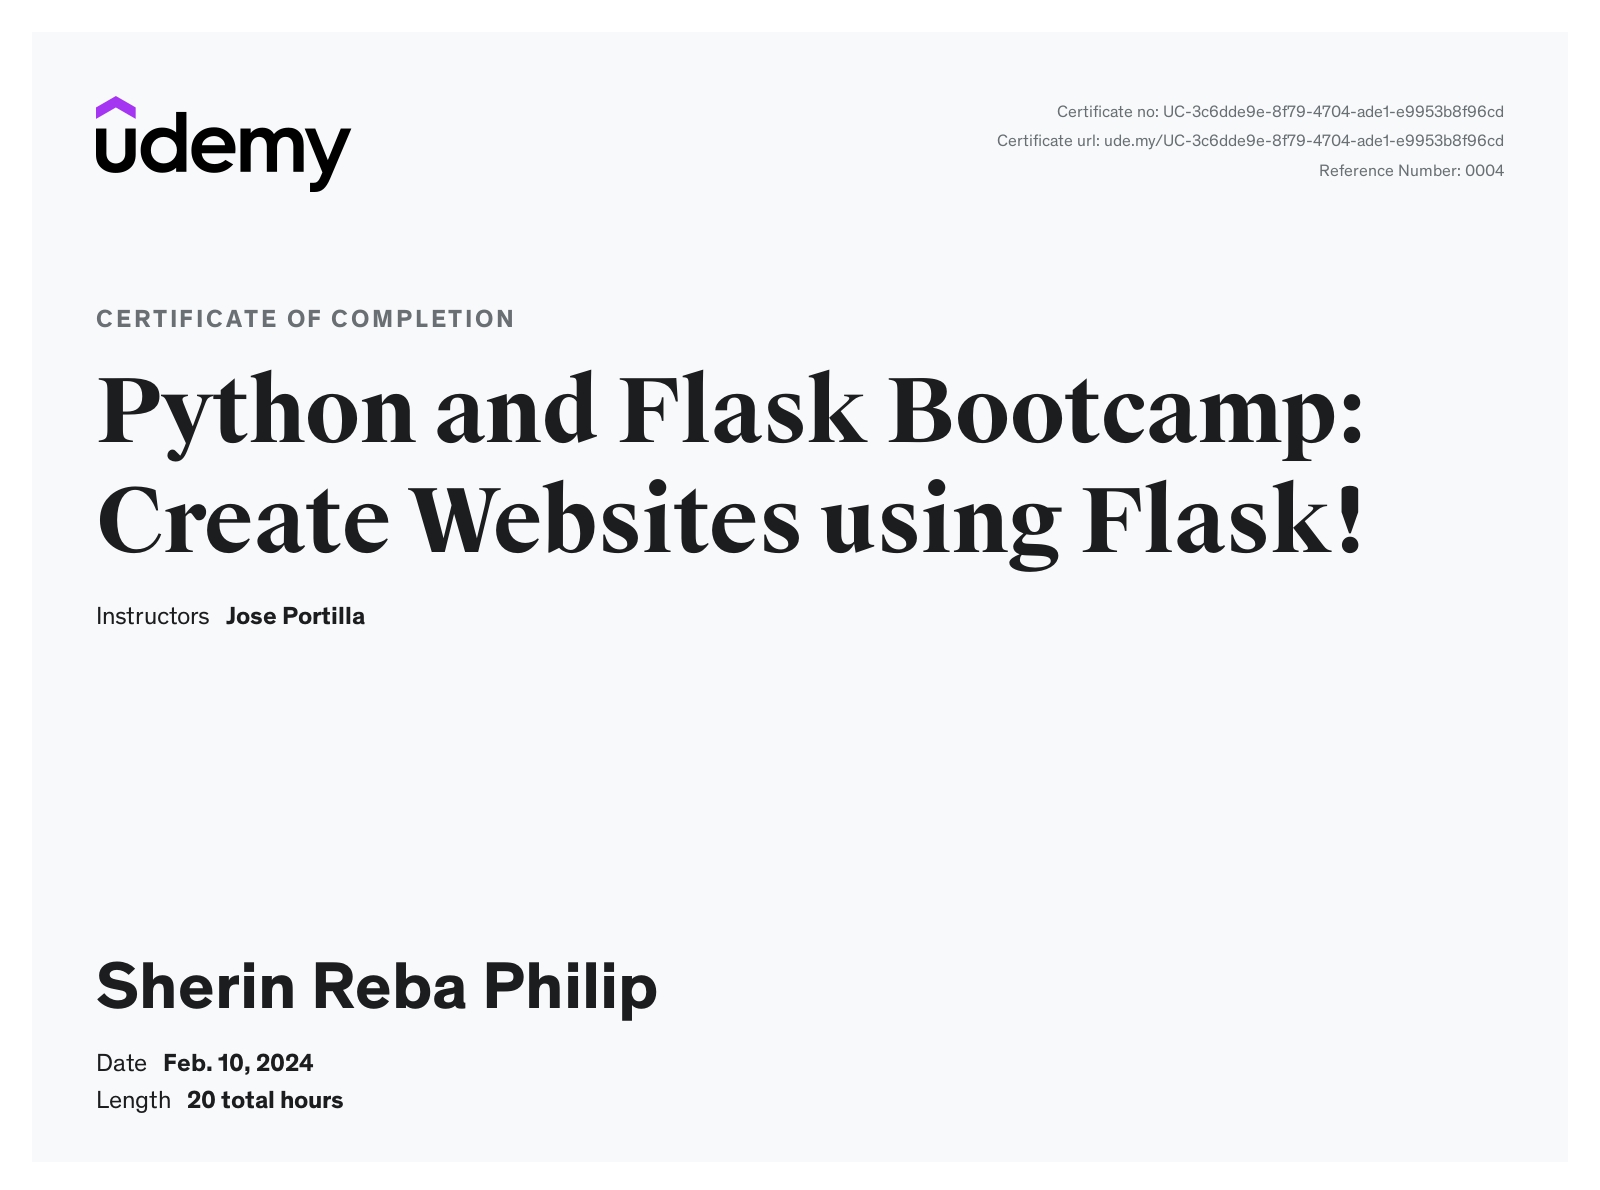 udemy
Certificate no: UC-3c6dde9e-8f79-4704-ade1-e9953b8f96cd
Certificate url: ude.my/UC-3c6dde9e-8f79-4704-ade1-e9953b8f96cd
Reference Number: 0004
CERTIFICATE OF COMPLETION
Python and Flask Bootcamp:
Create Websites using Flask!
Instructors Jose Portilla
Sherin Reba Philip
Date Feb. 10, 2024
Length 20 total hours